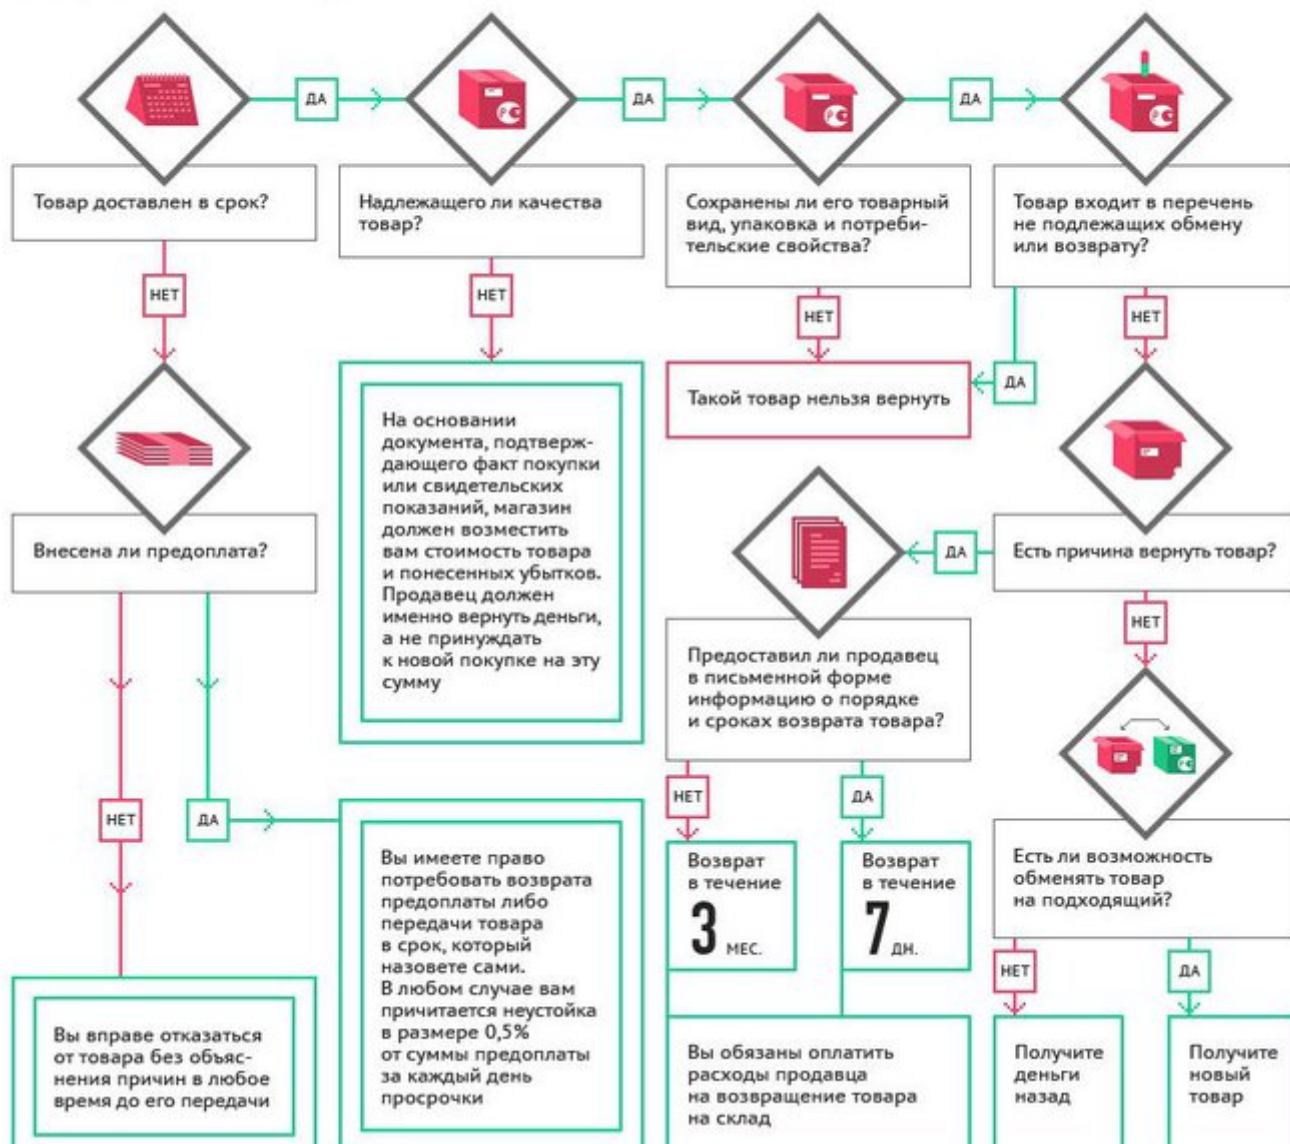 ДА
ДА
ДА
Товар доставлен в срок?
Надлежащего ли качества
товар?
Сохранены ли его товарный
вид, упаковка и потреби-
тельские свойства?
Товар входит в перечень
не подлежащих обмену
или возврату?
НЕТ
НЕТ
НЕТ
НЕТ
ДА
Такой товар нельзя вернуть
На основании
документа, подтверж-
дающего факт покупки
или свидетельских
показаний, магазин
должен возместить
вам стоимость товара
и понесенных убытков.
Продавец должен
именно вернуть деньги,
а не принуждать
к новой покупке на эту
сумму
Внесена ли предоплата?
ДА
Есть причина вернуть товар?
НЕТ
Предоставил ли продавец
в письменной форме
информацию о порядке
и сроках возврата товара?
НЕТ
ДА
НЕТ
ДА
Возврат
в течение
3 МЕС.
Возврат
в течение
7 ДН.
Есть ли возможность
обменять товар
на подходящий?
НЕТ
ДА
Вы имеете право
потребовать возврата
предоплаты либо
передачи товара
в срок, который
назовете сами.
В любом случае вам
причитается неустойка
в размере 0,5%
от суммы предоплаты
за каждый день
просрочки
Вы вправе отказаться
от товара без объяс-
нения причин в любое
время до его передачи
Вы обязаны оплатить
расходы продавца
на возвращение товара
на склад
Получите
деньги
назад
Получите
новый
товар